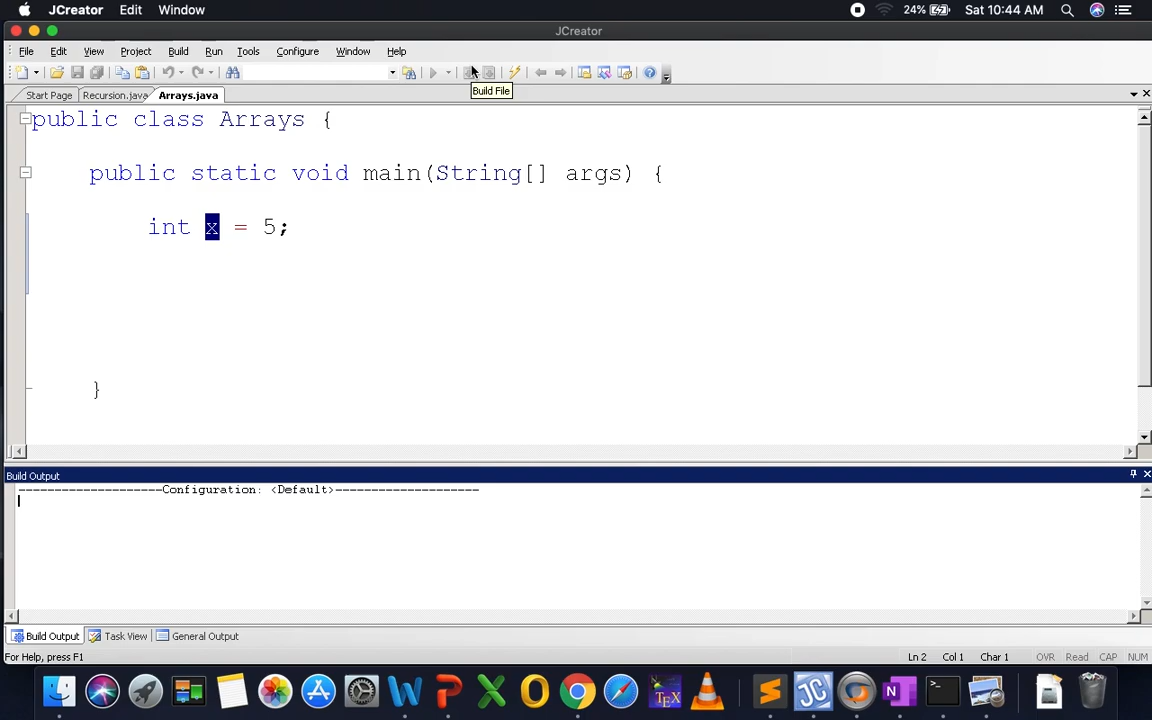 JCreator Edit Window 24% Sat 10:44 AM
JCreator
File Edit View Project Build Run Tools Configure Window Help
Build File
Start Page Recursion.java Arrays.java
public class Arrays {
public static void main(String[] args) {
int x = 5;
}
Build Output
--------------------Configuration: <Default>--------------------
Build Output Task View General Output
For Help, press F1 Ln 2 Col 1 Char 1 OVR Read CAP NUM
W P X O TEX S JC N >_